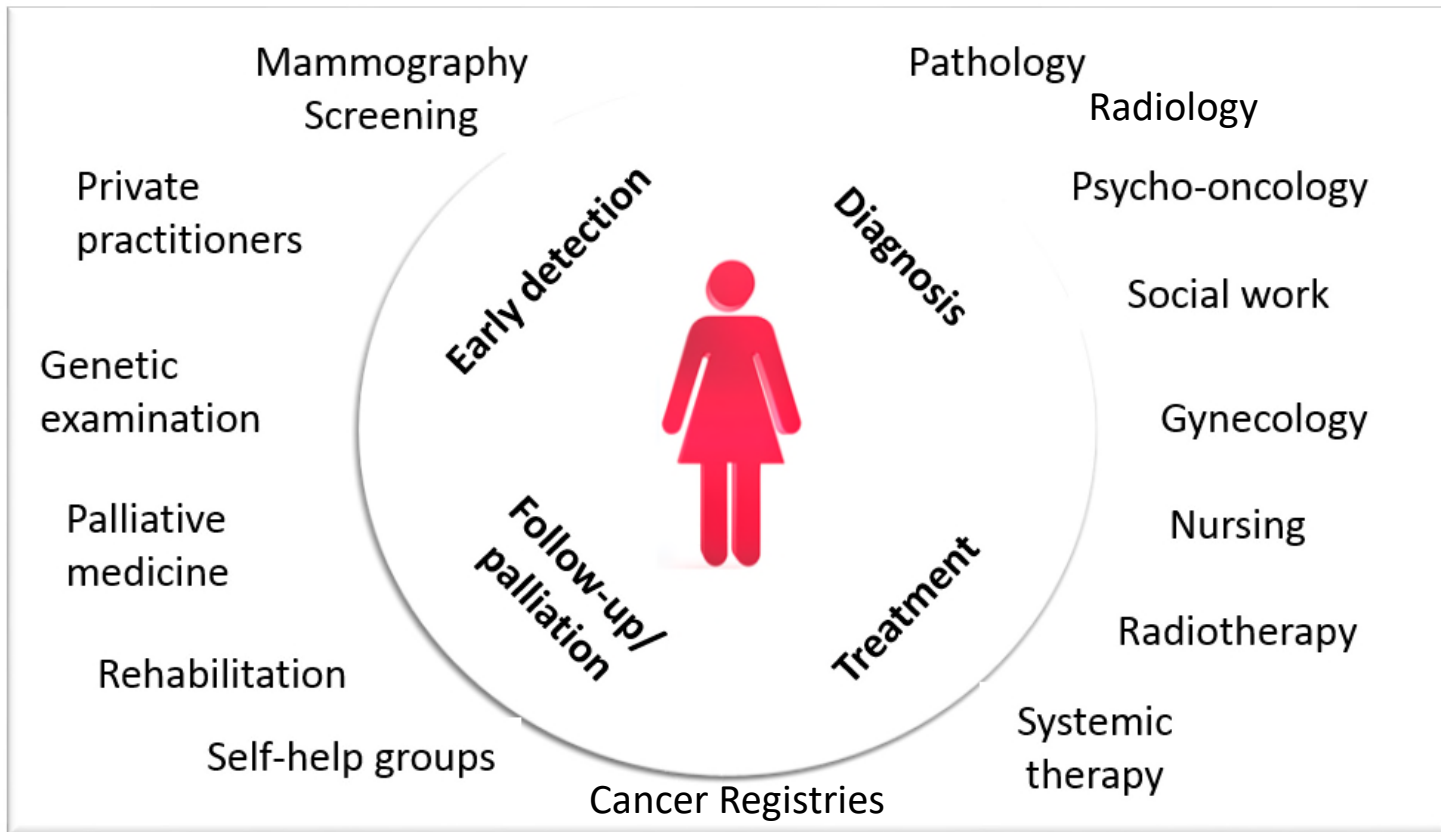 Mammography
Screening
Pathology
Radiology
Private
practitioners
Psycho-oncology
Early detection
Diagnosis
Social work
Genetic
examination
Gynecology
Palliative
medicine
Nursing
Follow-up/
palliation
Treatment
Radiotherapy
Rehabilitation
Systemic
therapy
Self-help groups
Cancer Registries